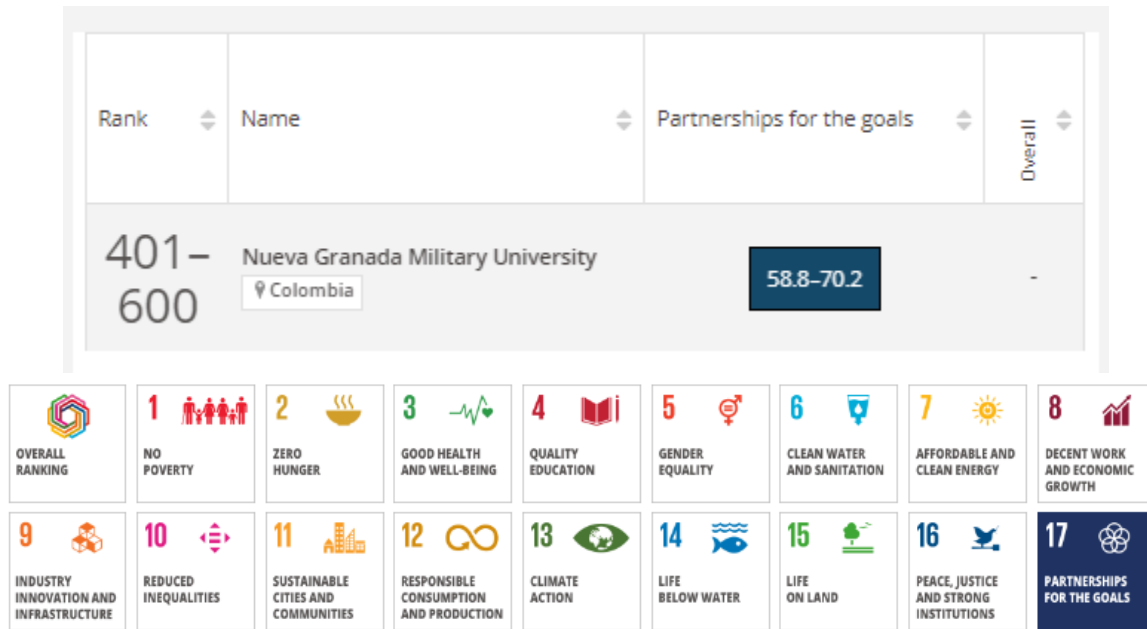 Rank
Name
Partnerships for the goals
Overall
401–
600
Nueva Granada Military University
Colombia
58.8–70.2
-
OVERALL
RANKING
1
NO
POVERTY
2
ZERO
HUNGER
3
GOOD HEALTH
AND WELL-BEING
4
QUALITY
EDUCATION
5
GENDER
EQUALITY
6
CLEAN WATER
AND SANITATION
7
AFFORDABLE AND
CLEAN ENERGY
8
DECENT WORK
AND ECONOMIC
GROWTH
9
INDUSTRY
INNOVATION AND
INFRASTRUCTURE
10
REDUCED
INEQUALITIES
11
SUSTAINABLE
CITIES AND
COMMUNITIES
12
RESPONSIBLE
CONSUMPTION
AND PRODUCTION
13
CLIMATE
ACTION
14
LIFE
BELOW WATER
15
LIFE
ON LAND
16
PEACE, JUSTICE
AND STRONG
INSTITUTIONS
17
PARTNERSHIPS
FOR THE GOALS